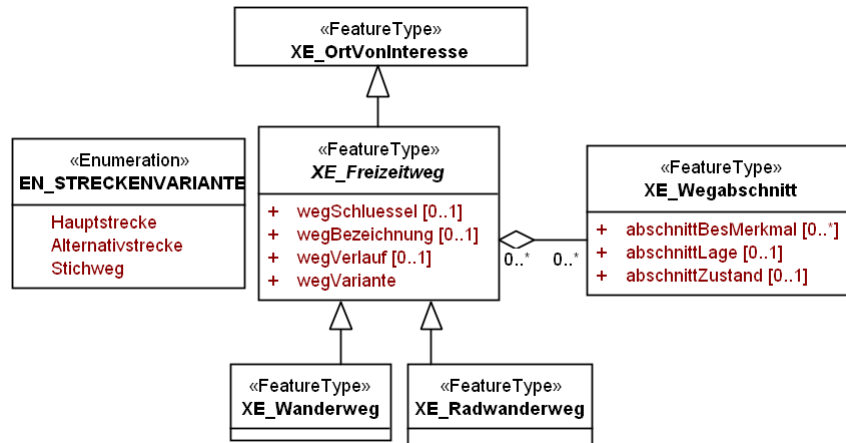 «FeatureType»
XE_OrtVonInteresse
«Enumeration»
EN_STRECKENVARIANTE
Hauptstrecke
Alternativstrecke
Stichweg
«FeatureType»
XE_Freizeitweg
+ wegSchluessel [0..1]
+ wegBezeichnung [0..1]
+ wegVerlauf [0..1]
+ wegVariante
0..*
0..*
«FeatureType»
XE_Wegabschnitt
+ abschnittBesMerkmal [0..*]
+ abschnittLage [0..1]
+ abschnittZustand [0..1]
«FeatureType»
XE_Wanderweg
«FeatureType»
XE_Radwanderweg